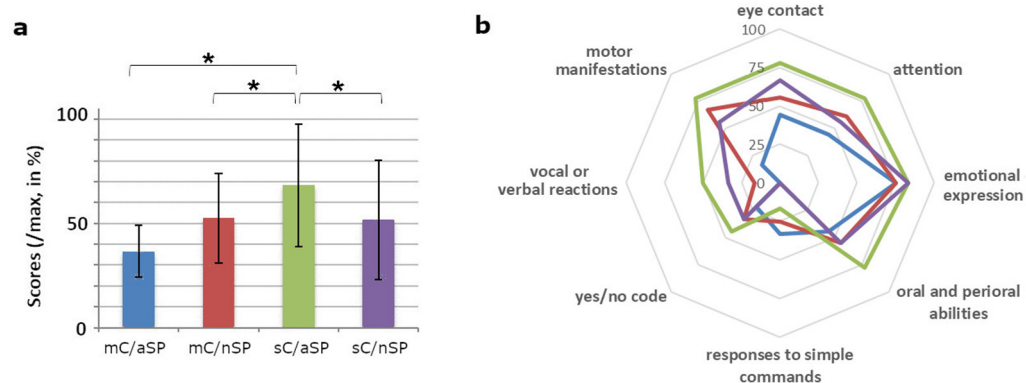 a
*
*
*
100
50
0
Scores (/max, in %)
mC/aSP
mC/nSP
sC/aSP
sC/nSP
b
eye contact
100
75
50
25
0
attention
emotional
expression
oral and perioral
abilities
responses to simple
commands
yes/no code
vocal or
verbal reactions
motor
manifestations